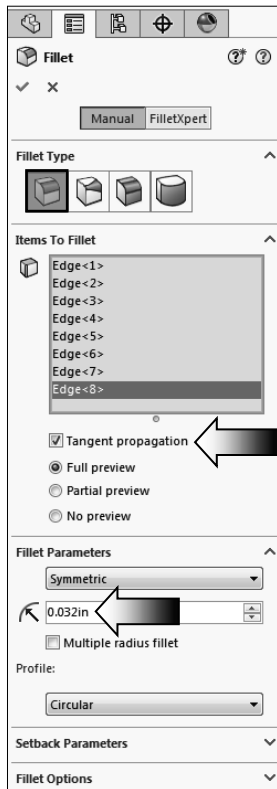 Fillet
Manual FilletXpert
Fillet Type
Items To Fillet
Edge<1>
Edge<2>
Edge<3>
Edge<4>
Edge<5>
Edge<6>
Edge<7>
Edge<8>
Tangent propagation
Full preview
Partial preview
No preview
Fillet Parameters
Symmetric
0.032in
Multiple radius fillet
Profile:
Circular
Setback Parameters
Fillet Options